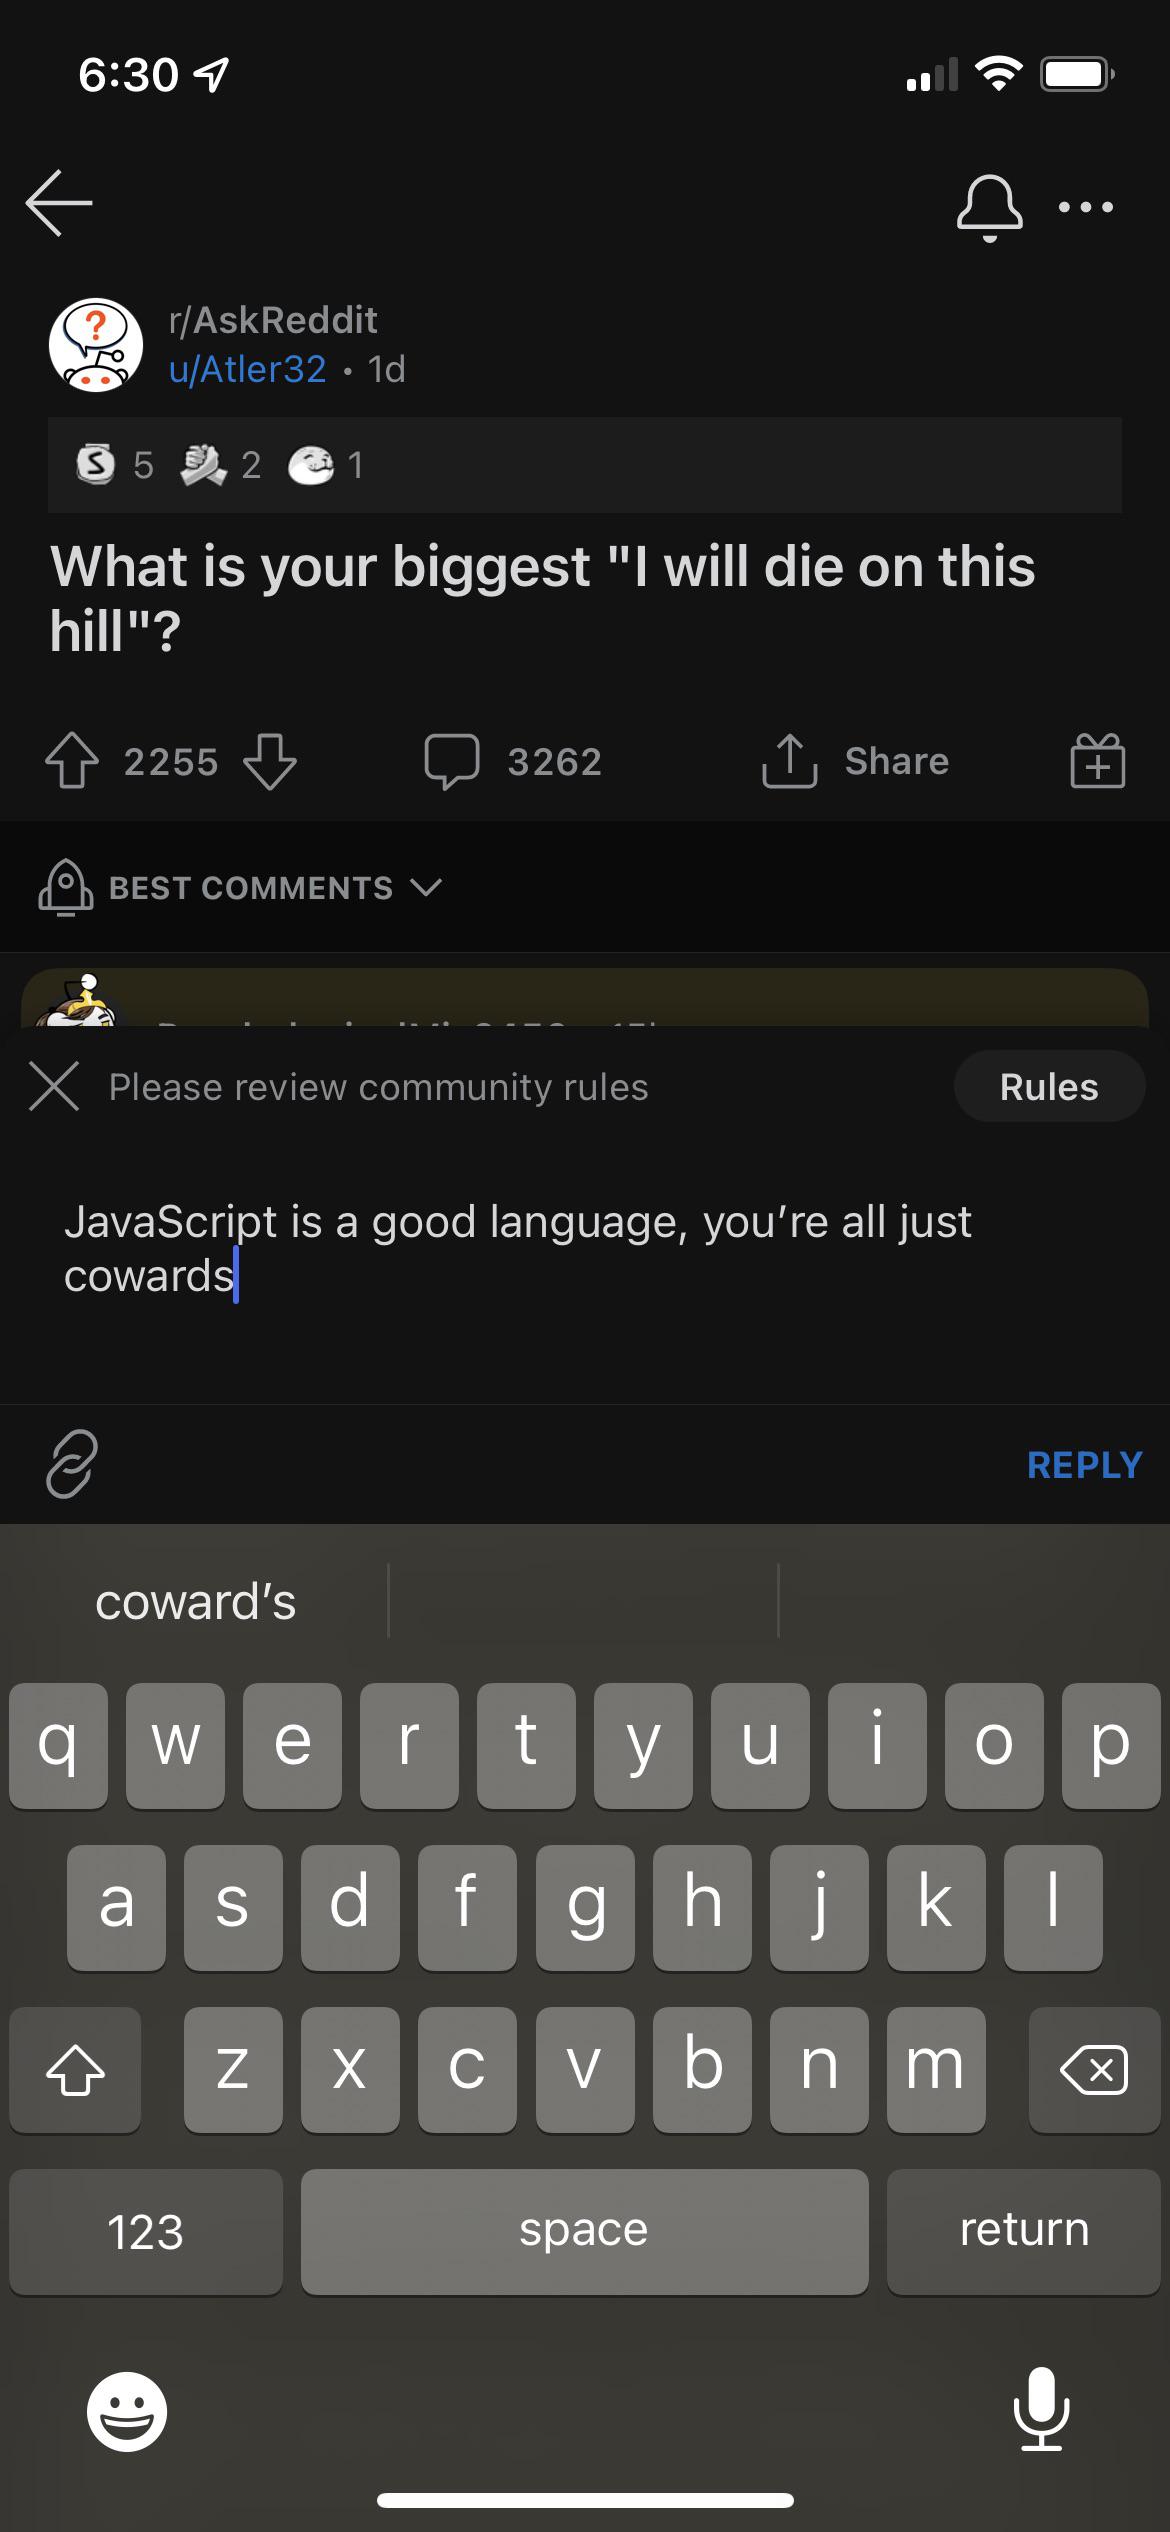 6:30
r/AskReddit
u/Atler32 • 1d
5 2 1
What is your biggest "I will die on this
hill"?
2255 3262 Share
BEST COMMENTS
Please review community rules Rules
JavaScript is a good language, you're all just
cowards
REPLY
coward's
q w e r t y u i o p
a s d f g h j k l
z x c v b n m
123 space return